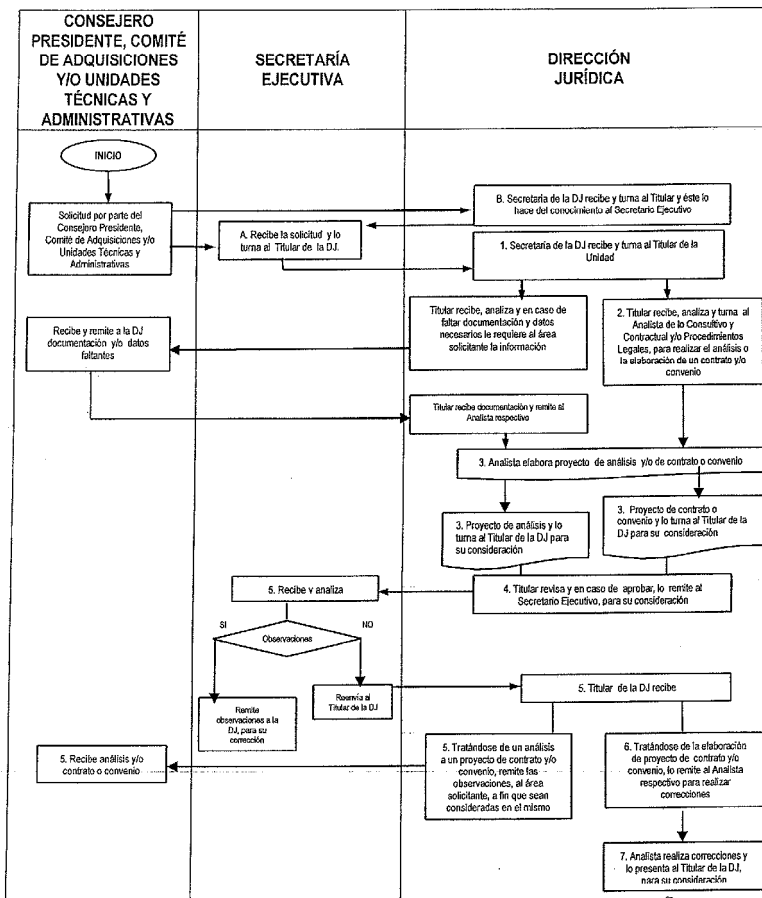 CONSEJERO
PRESIDENTE, COMITÉ
DE ADQUISICIONES
Y/O UNIDADES
TÉCNICAS Y
ADMINISTRATIVAS
SECRETARÍA
EJECUTIVA
DIRECCIÓN
JURÍDICA
INICIO
Solicitud por parte del
Consejero Presidente,
Comité de Adquisiciones y/o
Unidades Técnicas y
Administrativas
B. Secretaria de la DJ recibe y turna al Titular y éste lo
hace del conocimiento al Secretario Ejecutivo
A. Recibe la solicitud y lo
turna al Titular de la DJ.
1. Secretaria de la DJ recibe y turna al Titular de la
Unidad
Titular recibe, analiza y en caso de
faltar documentación y datos
necesarios le requiere al área
solicitante la información
2. Titular recibe, analiza y turna al
Analista de lo Consultivo y
Contractual y/o Procedimientos
Legales, para realizar el análisis o
la elaboración de un contrato y/o
convenio
Recibe y remite a la DJ
documentación y/o datos
faltantes
Titular recibe documentación y remite al
Analista respectivo
3. Analista elabora proyecto de análisis y/o de contrato o convenio
3. Proyecto de análisis y lo
turna al Titular de la DJ para
su consideración
3. Proyecto de contrato o
convenio y lo turna al Titular de la
DJ para su consideración
4. Titular revisa y en caso de aprobar, lo remite al
Secretario Ejecutivo, para su consideración
5. Recibe y analiza
SI
NO
Observaciones
Remite
observaciones a la
DJ, para su
corrección
Reenvía al
Titular de la DJ
5. Titular de la DJ recibe
5. Recibe análisis y/o
contrato o convenio
5. Tratándose de un análisis
a un proyecto de contrato y/o
convenio, remite las
observaciones, al área
solicitante, a fin que sean
consideradas en el mismo
6. Tratándose de la elaboración
de proyecto de contrato y/o
convenio, lo remite al Analista
respectivo para realizar
correcciones
7. Analista realiza correcciones y
lo presenta al Titular de la DJ,
para su consideración